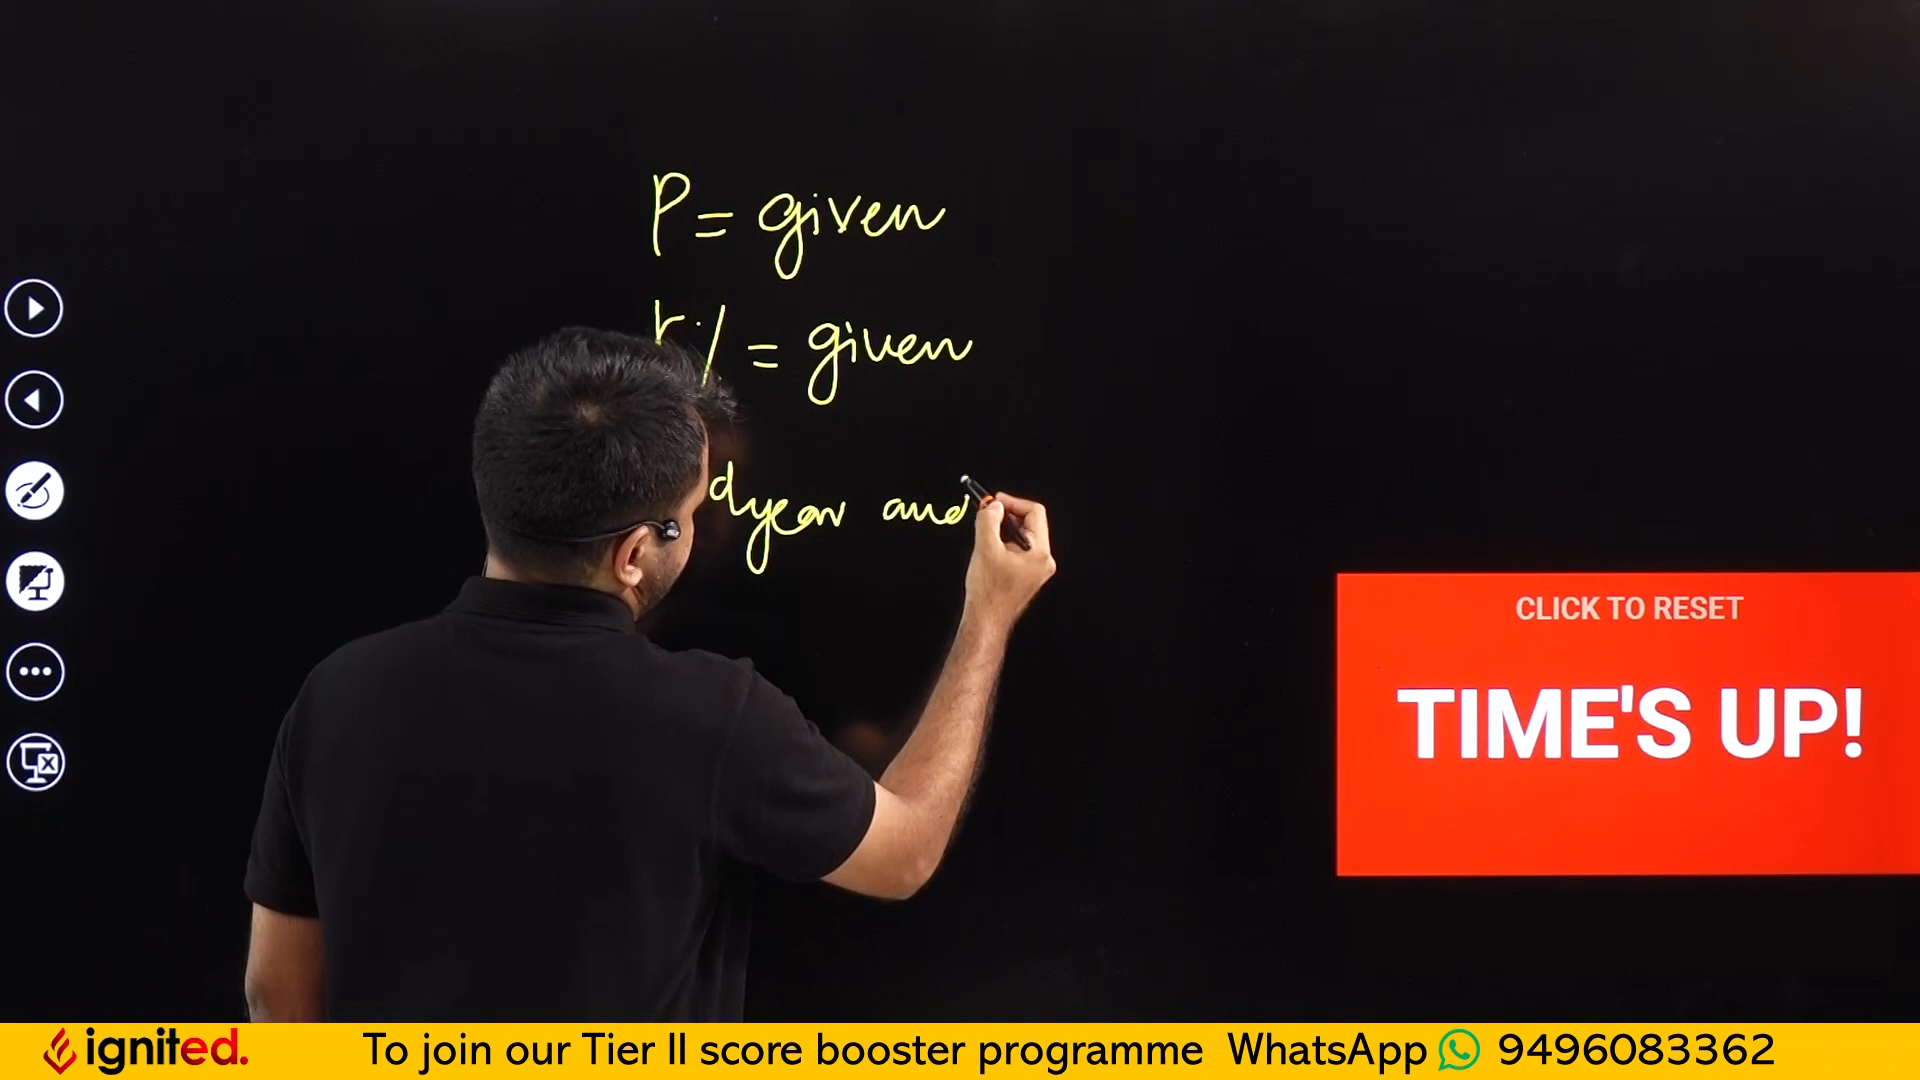 P = given
r % = given
d year and
CLICK TO RESET
TIME'S UP!
ignited. To join our Tier II score booster programme WhatsApp 9496083362